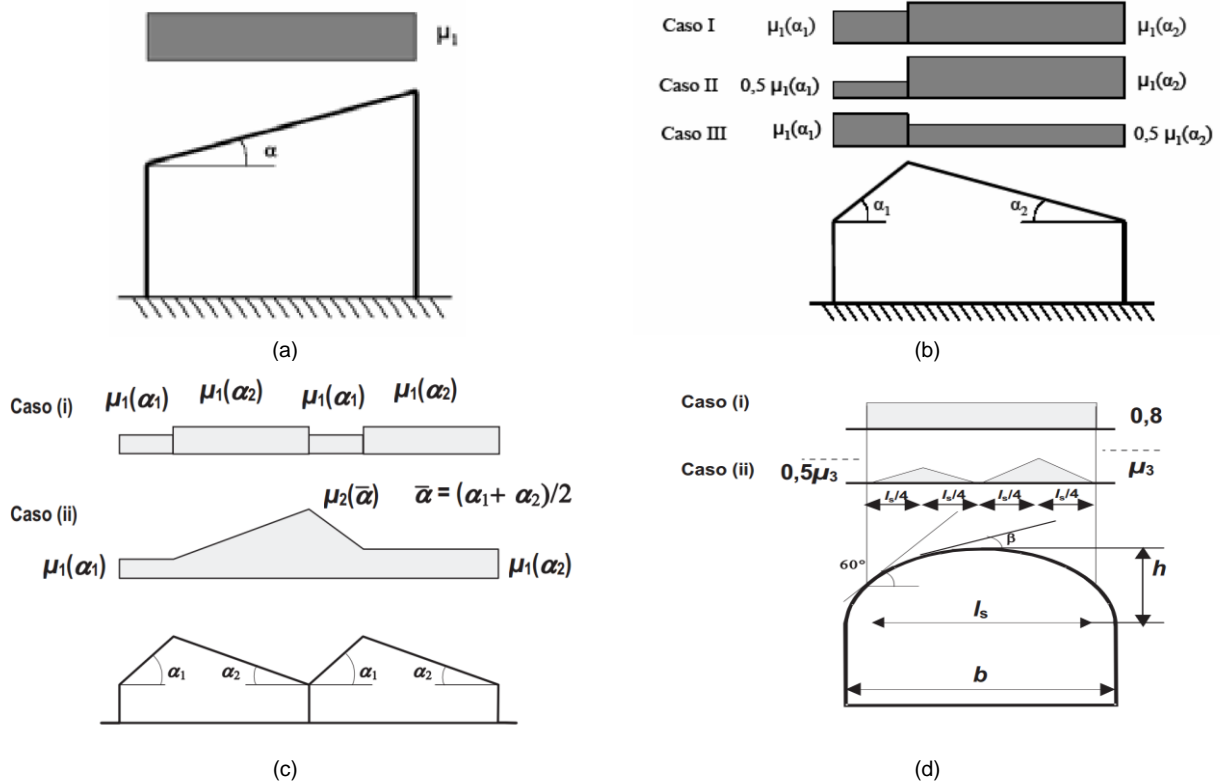 μ₁
α
(a)
Caso I μ₁(α₁) μ₁(α₂)
Caso II 0,5 μ₁(α₁) μ₁(α₂)
Caso III μ₁(α₁) 0,5 μ₁(α₂)
α₁ α₂
(b)
μ₁(α₁) μ₁(α₂) μ₁(α₁) μ₁(α₂)
Caso (i)
μ₂(ᾱ) ᾱ = (α₁+ α₂)/2
Caso (ii)
μ₁(α₁) μ₁(α₂)
α₁ α₂ α₁ α₂
(c)
Caso (i) 0,8
Caso (ii) 0,5μ₃ μ₃
lₛ/4 lₛ/4 lₛ/4 lₛ/4
β
60° h
lₛ
b
(d)